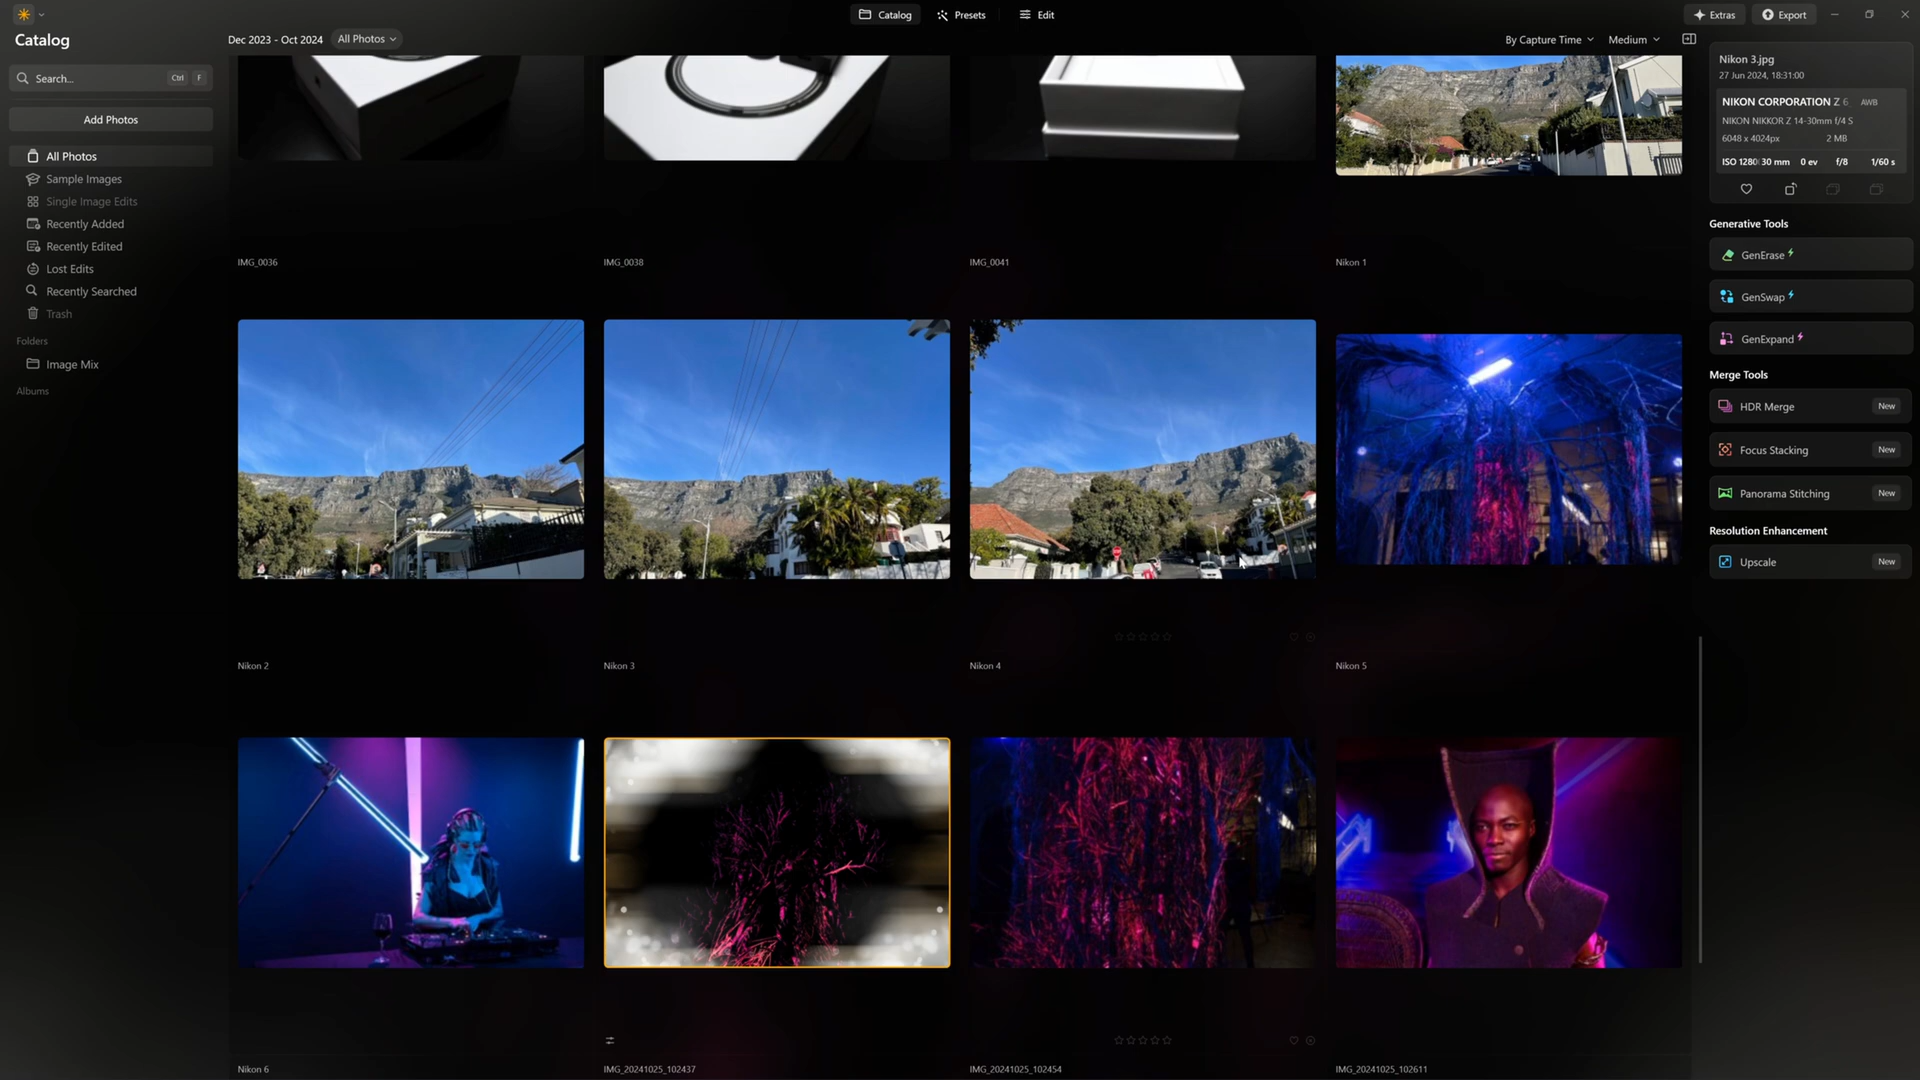 Catalog
Presets
Edit
Extras
Export
Catalog
Dec 2023 - Oct 2024
All Photos
By Capture Time
Medium
Search...
Ctrl
F
Add Photos
All Photos
Sample Images
Single Image Edits
Recently Added
Recently Edited
Lost Edits
Recently Searched
Trash
Folders
Image Mix
Albums
IMG_0036
IMG_0038
IMG_0041
Nikon 1
Nikon 2
Nikon 3
Nikon 4
Nikon 5
Nikon 6
IMG_20241025_102437
IMG_20241025_102454
IMG_20241025_102611
Nikon 3.jpg
27 Jun 2024, 18:31:00
NIKON CORPORATION Z 6
AWB
NIKON NIKKOR Z 14-30mm f/4 S
6048 x 4024px
2 MB
ISO 1280
30 mm
0 ev
f/8
1/60 s
Generative Tools
GenErase
GenSwap
GenExpand
Merge Tools
HDR Merge
New
Focus Stacking
New
Panorama Stitching
New
Resolution Enhancement
Upscale
New